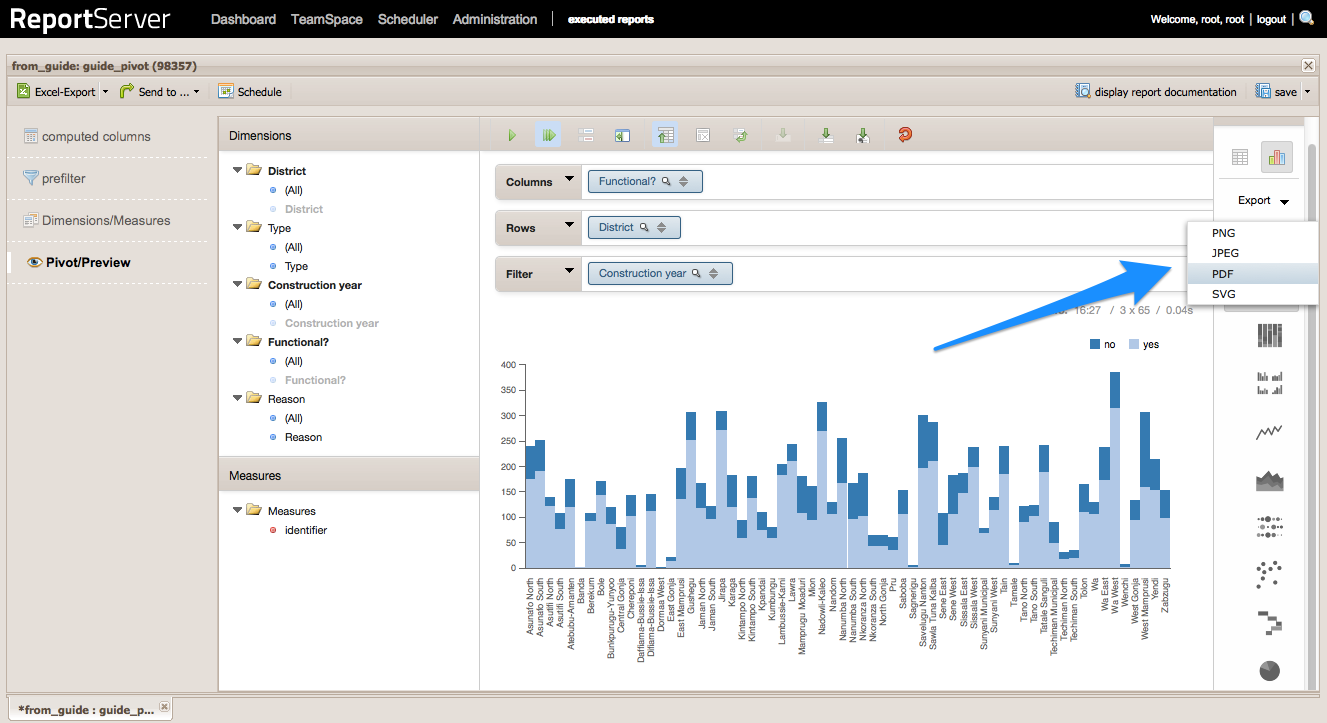 ReportServer
Dashboard TeamSpace Scheduler Administration executed reports
Welcome, root, root | logout |
from_guide: guide_pivot (98357)
Excel-Export Send to ... Schedule
display report documentation save
computed columns
prefilter
Dimensions/Measures
Pivot/Preview
Dimensions
District
(All)
District
Type
(All)
Type
Construction year
(All)
Construction year
Functional?
(All)
Functional?
Reason
(All)
Reason
Measures
Measures
identifier
Columns Functional?
Rows District
Filter Construction year
Export
PNG
JPEG
PDF
SVG
16:27 / 3 x 65 / 0.04s
no yes
400
350
300
250
200
150
100
50
0
Asunafo North
Asunafo South
Asutifi North
Asutifi South
Atebubu-Amanten
Banda
Berekum
Bole
Bunkpurugu-Yunyoo
Central Gonja
Chereponi
Daffiama-Busie-Issa
Dormaa West
East Gonja
East Mamprusi
Gushegu
Jaman North
Jaman South
Jirapa
Karaga
Kintampo North
Kintampo South
Kpandai
Kumbungu
Lambussie-Karni
Lawra
Mamprugu Moaduri
Mion
Nadowli-Kaleo
Nandom
Nanumba North
Nanumba South
Nkoranza North
Nkoranza South
North Gonja
Pru
Saboba
Sagnerigu
Savelugu Nanton
Sawla Tuna Kalba
Sene East
Sene West
Sissala East
Sissala West
Sunyani Municipal
Sunyani West
Tain
Tamale
Tano North
Tano South
Tatale Sanguli
Techiman Municipal
Techiman North
Techiman South
Tolon
Wa
Wa East
Wa West
Wenchi
West Gonja
West Mamprusi
Yendi
Zabzugu
*from_guide : guide_p...